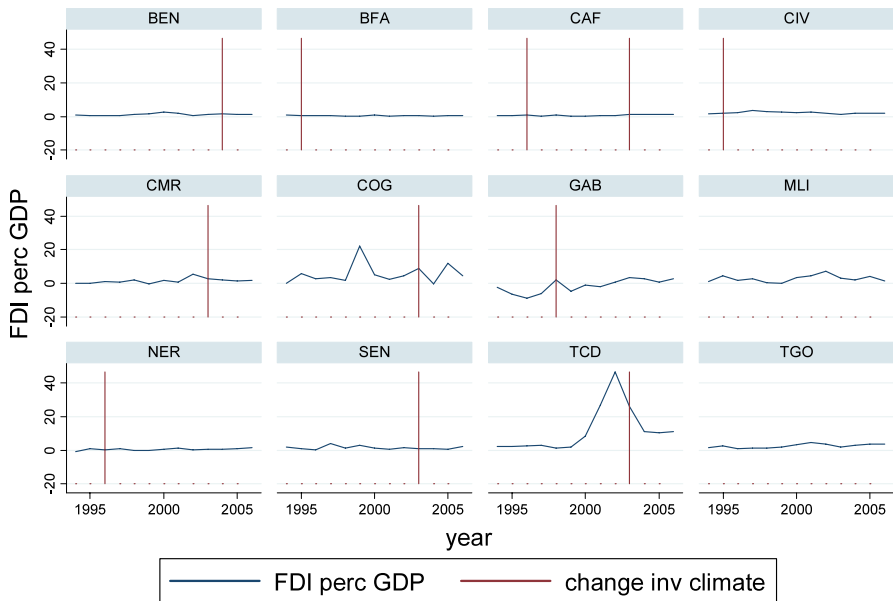 BEN BFA CAF CIV
40
20
0
-20
CMR COG GAB MLI
40
20
0
-20
NER SEN TCD TGO
40
20
0
-20
FDI perc GDP
1995 2000 2005 1995 2000 2005 1995 2000 2005 1995 2000 2005
year
FDI perc GDP change inv climate